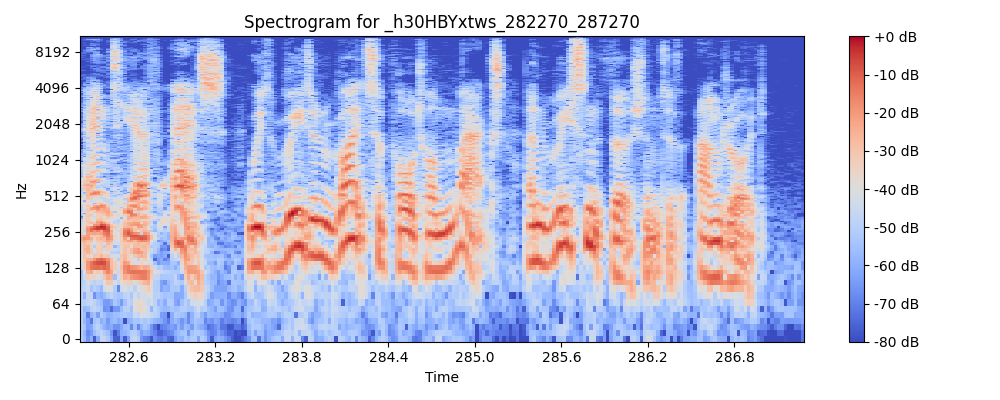 Spectrogram for _h30HBYxtws_282270_287270
8192
4096
2048
1024
512
256
128
64
0
Hz
282.6 283.2 283.8 284.4 285.0 285.6 286.2 286.8
Time
+0 dB
-10 dB
-20 dB
-30 dB
-40 dB
-50 dB
-60 dB
-70 dB
-80 dB